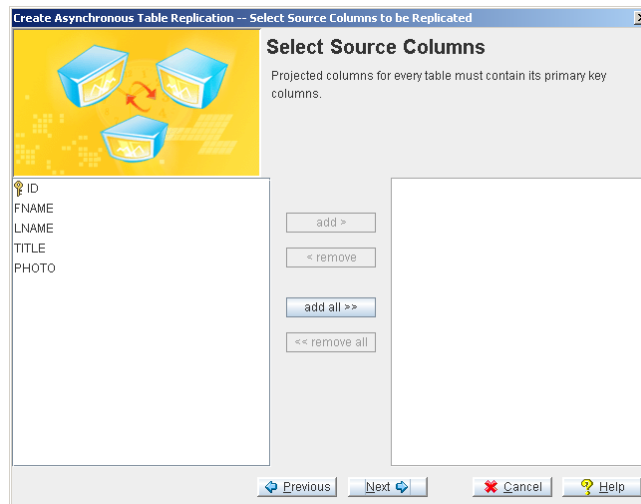 Create Asynchronous Table Replication -- Select Source Columns to be Replicated
Select Source Columns
Projected columns for every table must contain its primary key
columns.
ID
FNAME
LNAME
TITLE
PHOTO
add >
< remove
add all >>
<< remove all
Previous
Next
Cancel
Help